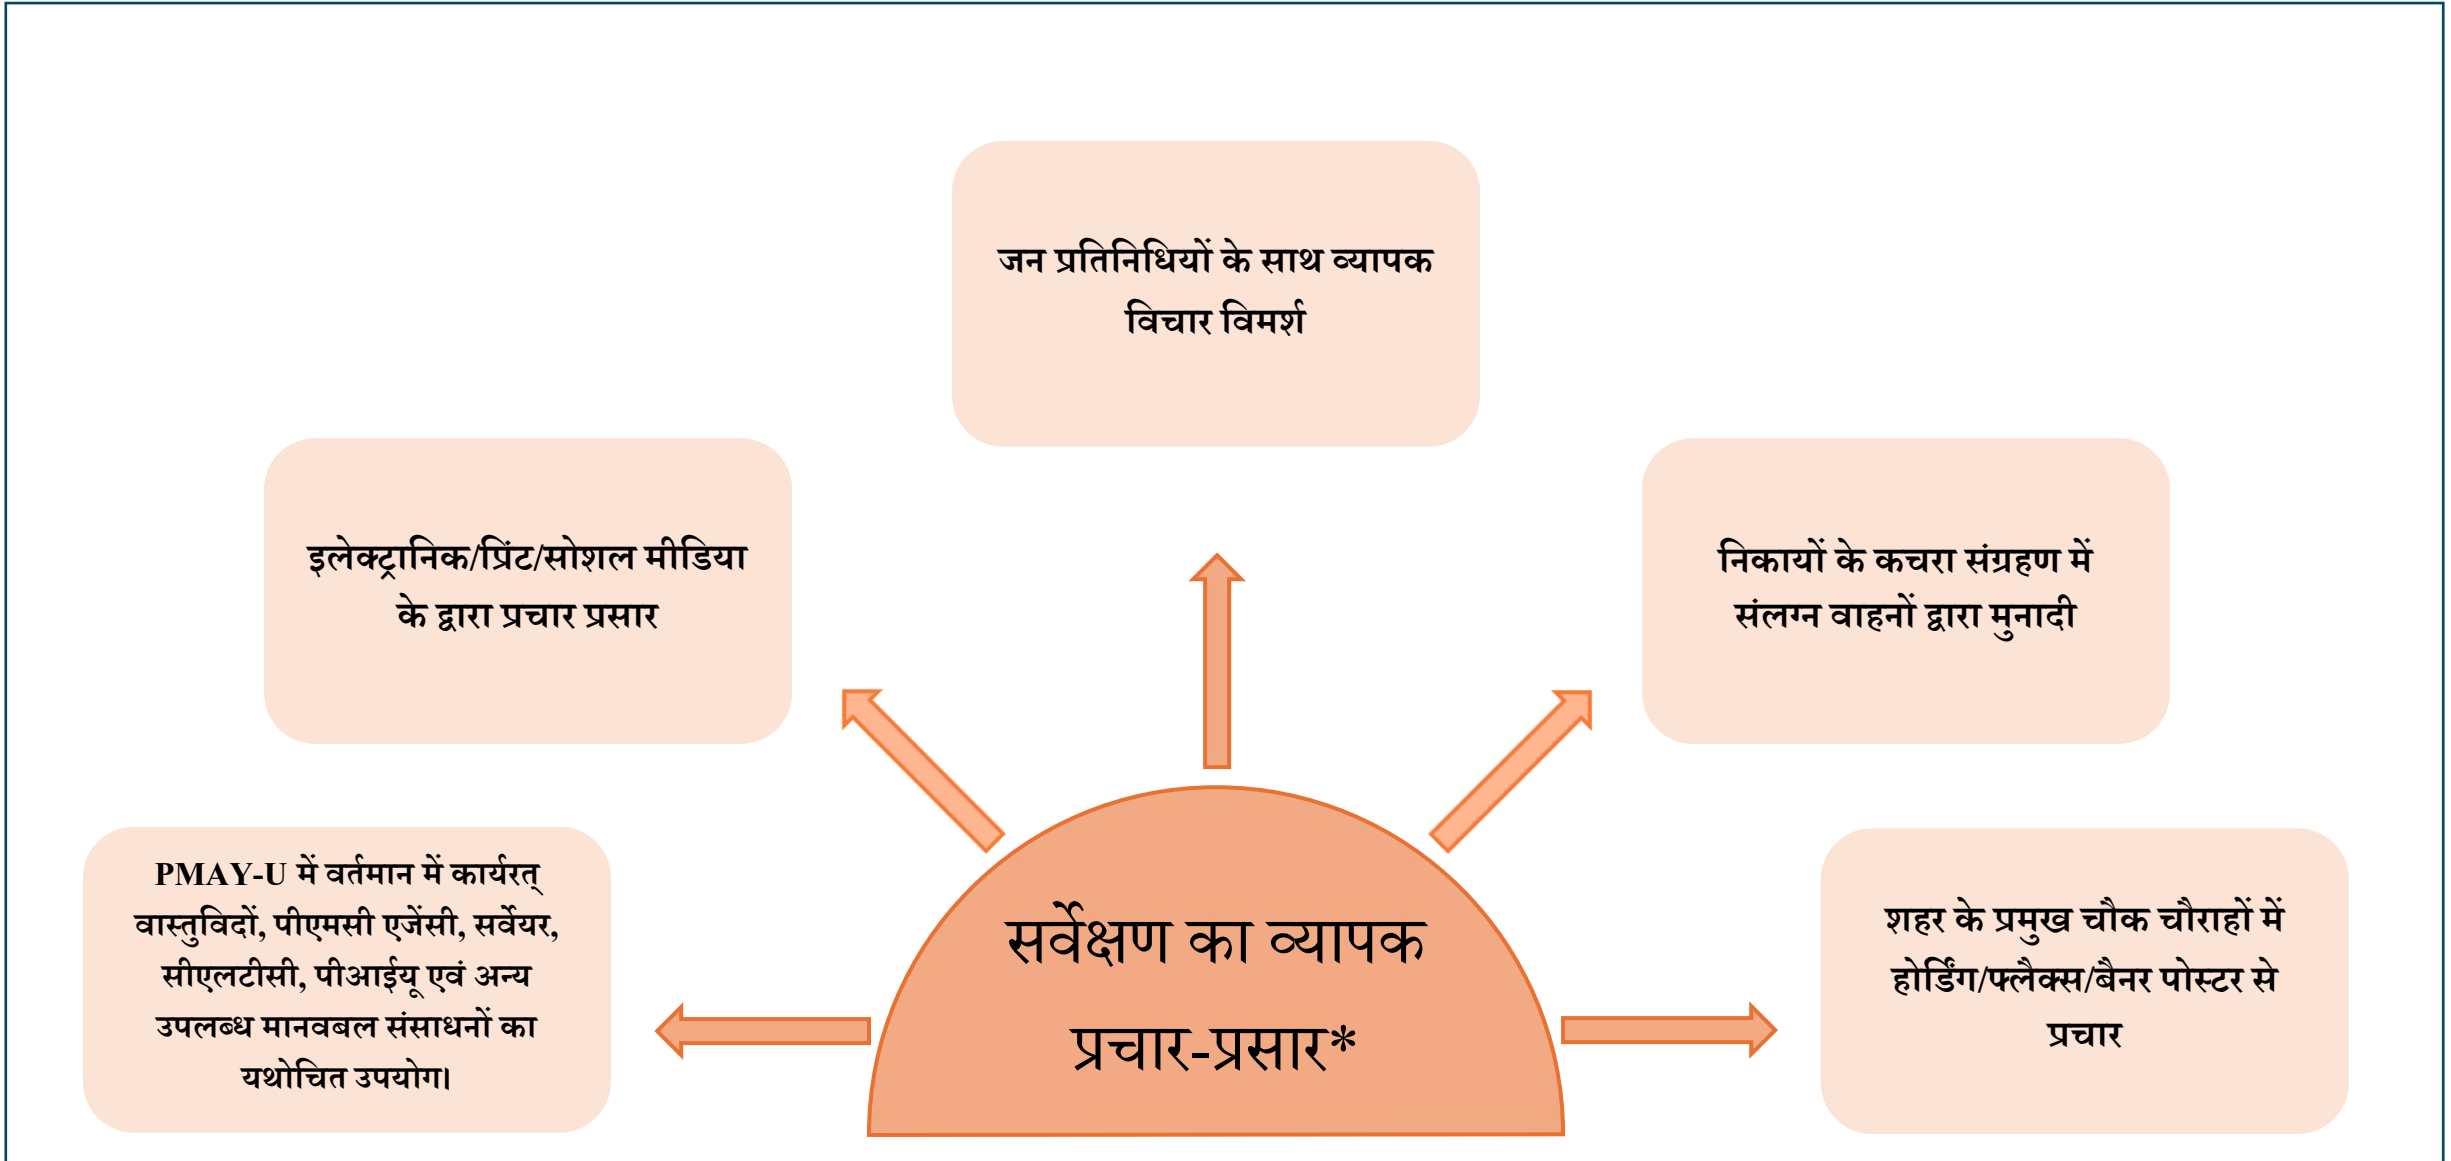 जन प्रतिनिधियों के साथ व्यापक
विचार विमर्श
इलेक्ट्रानिक/प्रिंट/सोशल मीडिया
के द्वारा प्रचार प्रसार
निकायों के कचरा संग्रहण में
संलग्न वाहनों द्वारा मुनादी
PMAY-U में वर्तमान में कार्यरत्
वास्तुविदों, पीएमसी एजेंसी, सर्वेयर,
सीएलटीसी, पीआईयू एवं अन्य
उपलब्ध मानवबल संसाधनों का
यथोचित उपयोग।
सर्वेक्षण का व्यापक
प्रचार-प्रसार*
शहर के प्रमुख चौक चौराहों में
होर्डिंग/फ्लैक्स/बैनर पोस्टर से
प्रचार